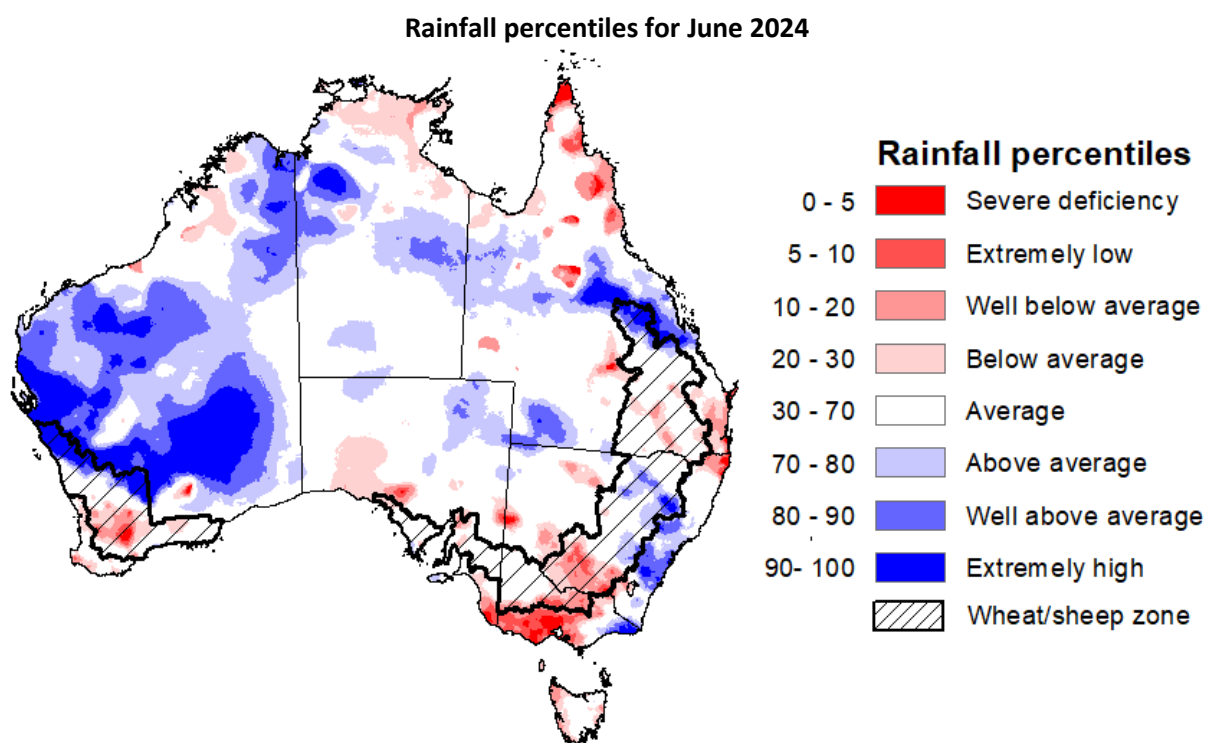 Rainfall percentiles for June 2024
Rainfall percentiles
0 - 5 Severe deficiency
5 - 10 Extremely low
10 - 20 Well below average
20 - 30 Below average
30 - 70 Average
70 - 80 Above average
80 - 90 Well above average
90- 100 Extremely high
Wheat/sheep zone